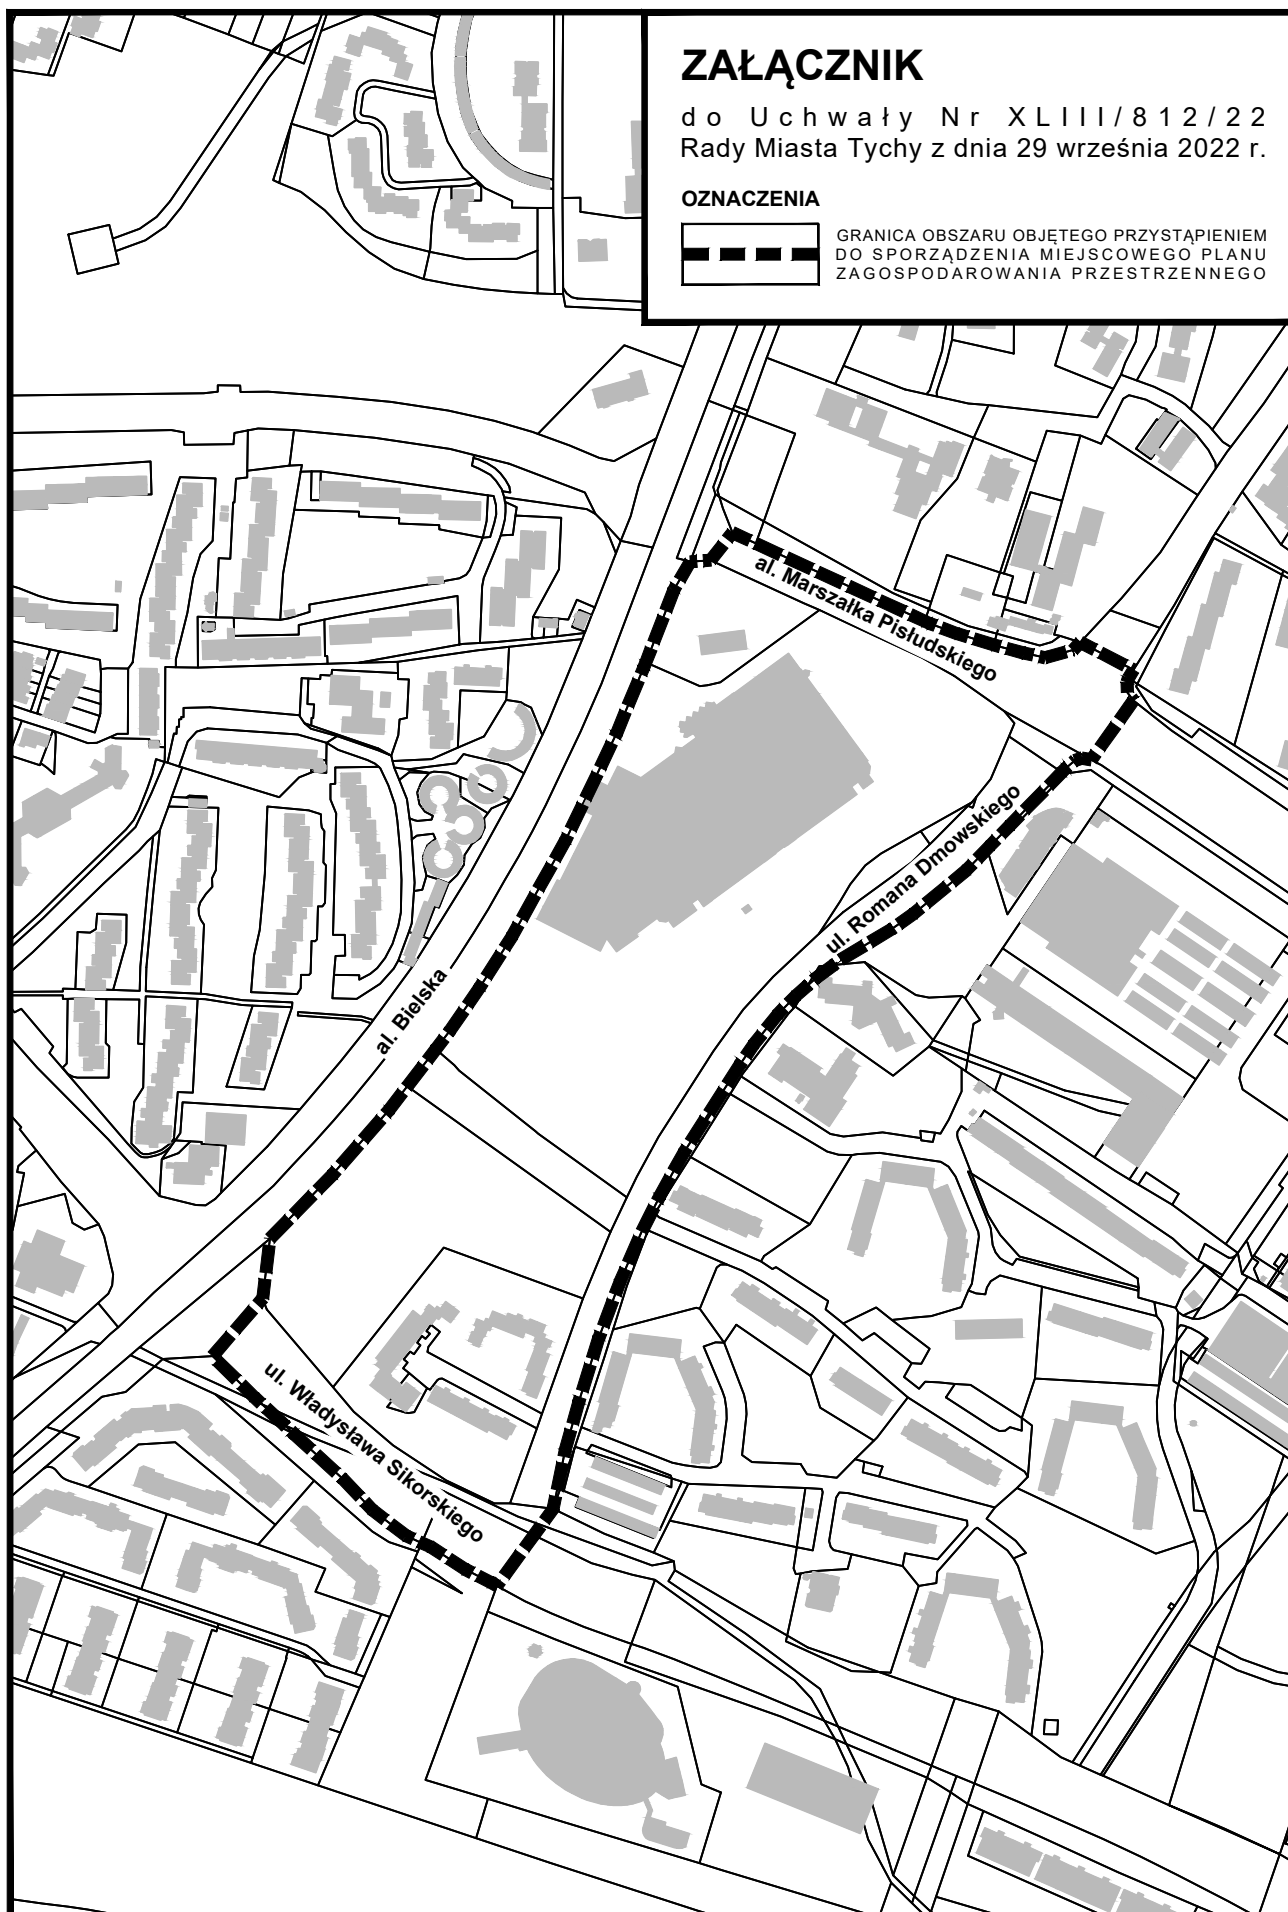 ZAŁĄCZNIK
do Uchwały Nr XLIII/812/22
Rady Miasta Tychy z dnia 29 września 2022 r.
OZNACZENIA
GRANICA OBSZARU OBJĘTEGO PRZYSTĄPIENIEM
DO SPORZĄDZENIA MIEJSCOWEGO PLANU
ZAGOSPODAROWANIA PRZESTRZENNEGO
al. Marszałka Pisłudskiego
ul. Romana Dmowskiego
al. Bielska
ul. Władysława Sikorskiego